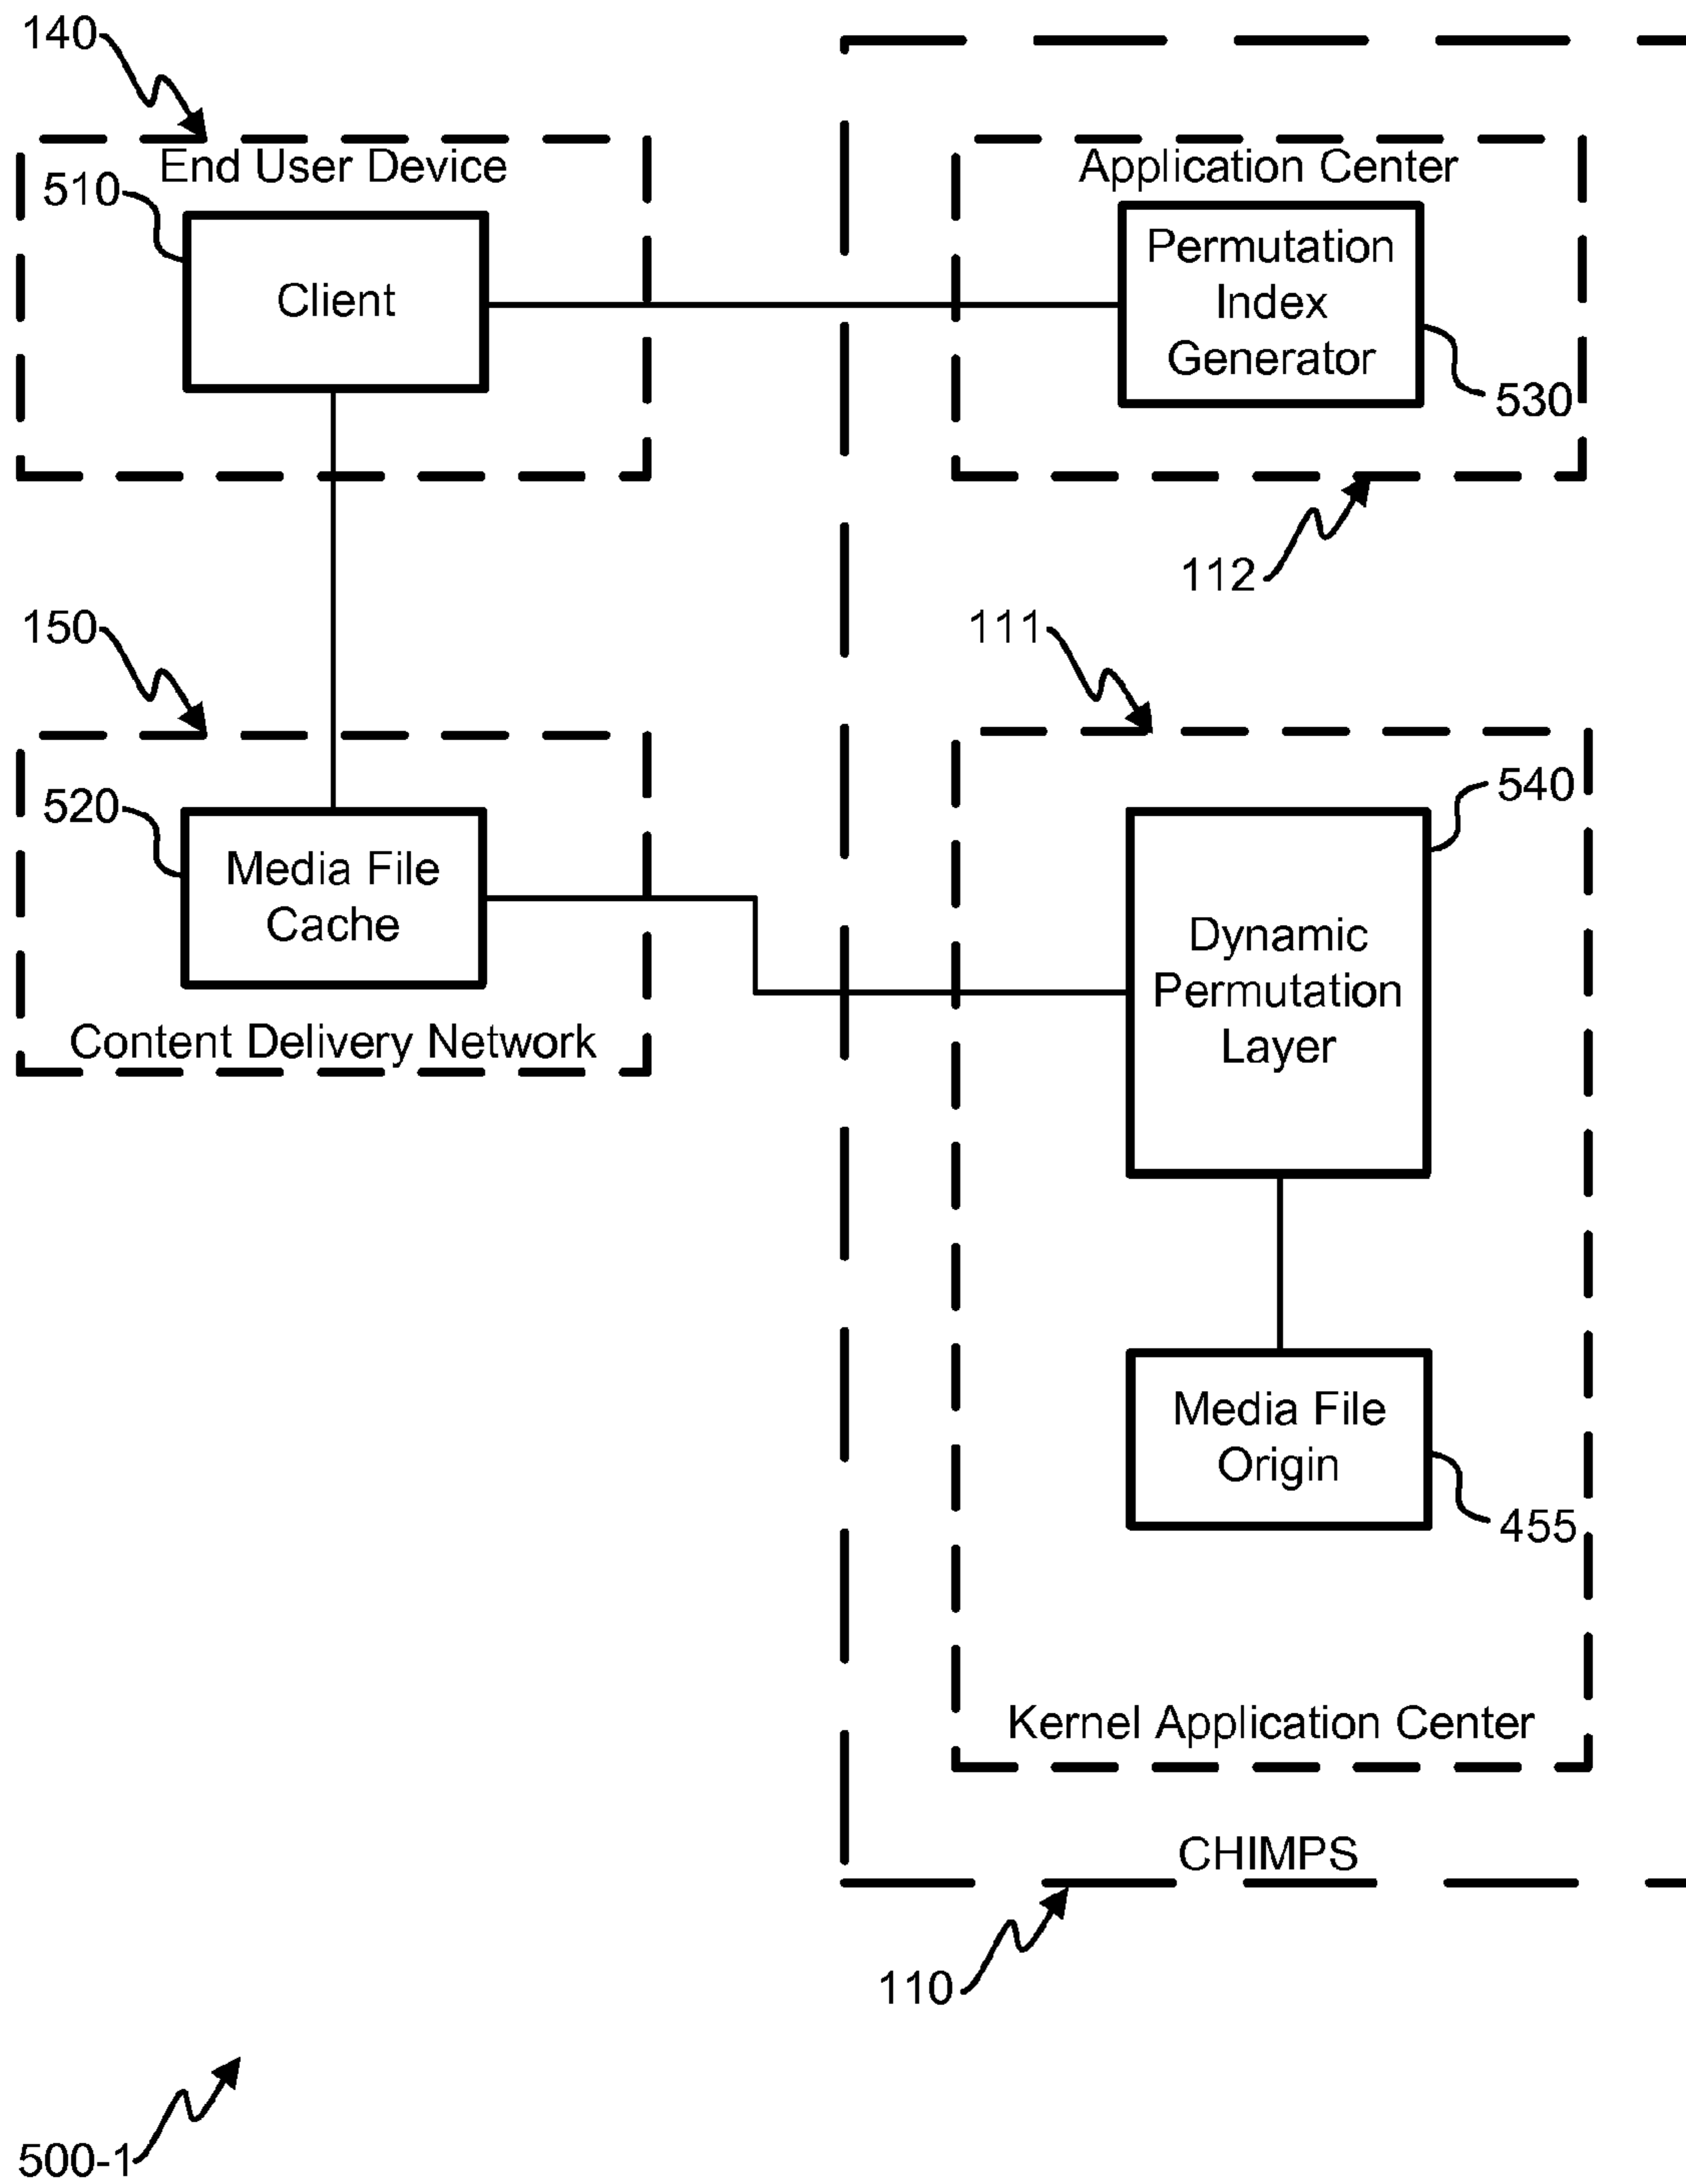 140
End User Device
510
Client
Application Center
Permutation
Index
Generator
530
112
150
520
Media File
Cache
Content Delivery Network
111
540
Dynamic
Permutation
Layer
Media File
Origin
455
Kernel Application Center
CHIMPS
110
500-1